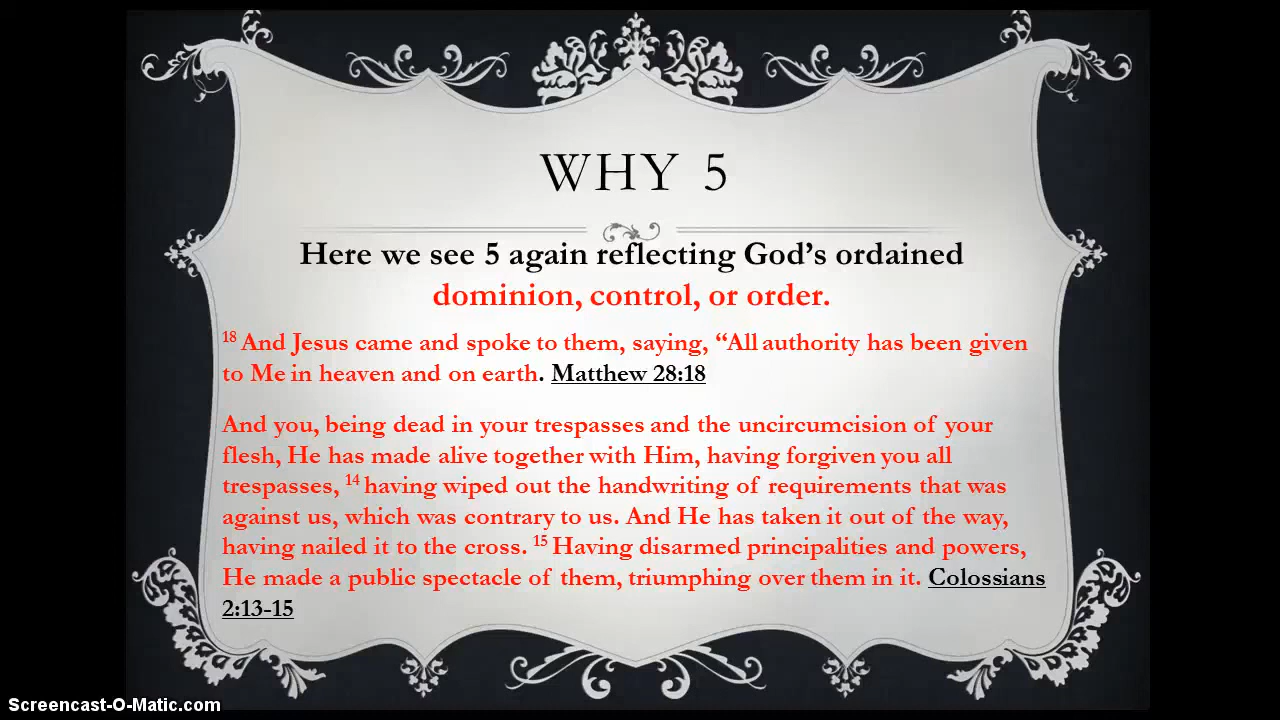 WHY 5
Here we see 5 again reflecting God’s ordained
dominion, control, or order.
18 And Jesus came and spoke to them, saying, “All authority has been given
to Me in heaven and on earth. Matthew 28:18
And you, being dead in your trespasses and the uncircumcision of your
flesh, He has made alive together with Him, having forgiven you all
trespasses, 14 having wiped out the handwriting of requirements that was
against us, which was contrary to us. And He has taken it out of the way,
having nailed it to the cross. 15 Having disarmed principalities and powers,
He made a public spectacle of them, triumphing over them in it. Colossians
2:13-15
Screencast-O-Matic.com